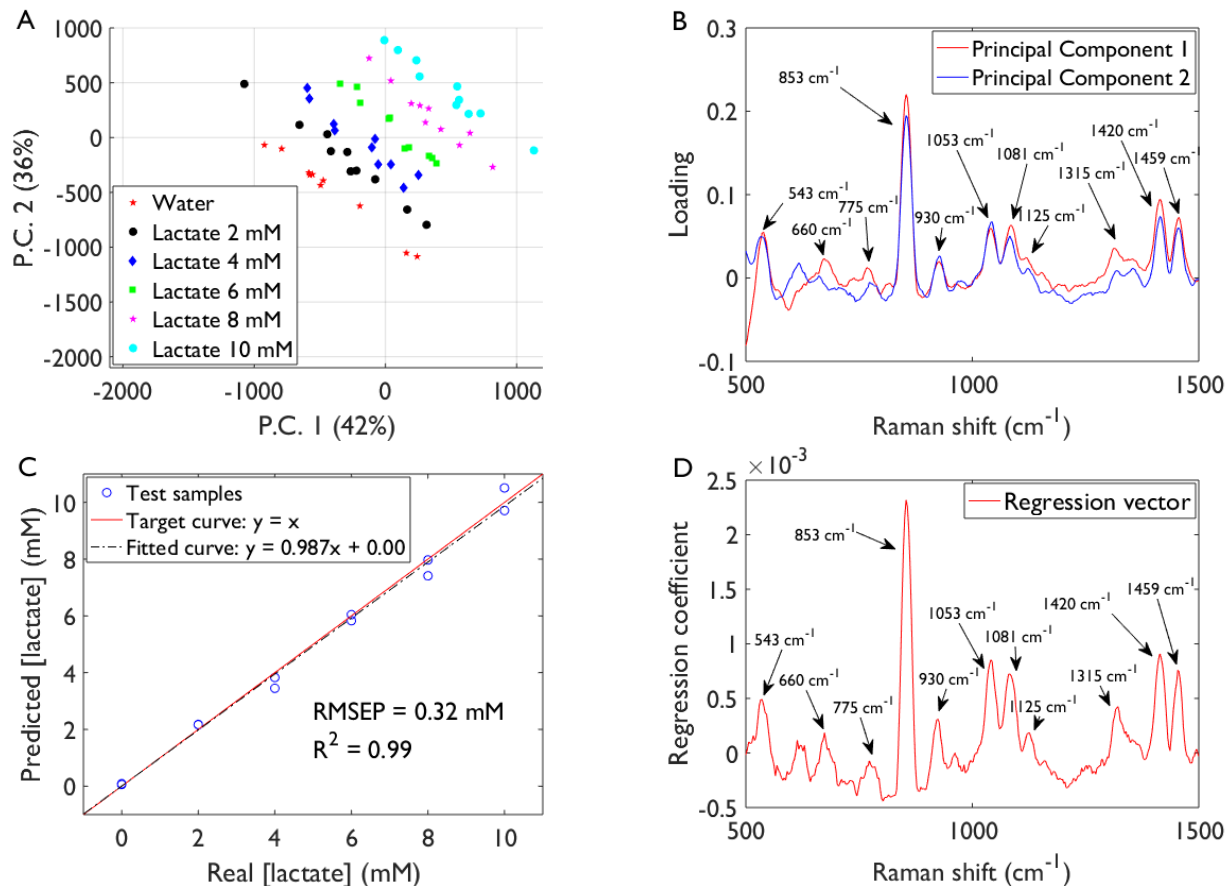 A
1000
500
0
-500
-1000
-1500
-2000
P.C. 2 (36%)
-2000
-1000
0
1000
P.C. 1 (42%)
Water
Lactate 2 mM
Lactate 4 mM
Lactate 6 mM
Lactate 8 mM
Lactate 10 mM
B
0.3
0.2
0.1
0
-0.1
Loading
500
1000
1500
Raman shift (cm-1)
Principal Component 1
Principal Component 2
853 cm-1
1053 cm-1
1081 cm-1
1420 cm-1
1459 cm-1
1315 cm-1
543 cm-1
775 cm-1
660 cm-1
930 cm-1
1125 cm-1
C
10
8
6
4
2
0
Predicted [lactate] (mM)
0
2
4
6
8
10
Real [lactate] (mM)
Test samples
Target curve: y = x
Fitted curve: y = 0.987x + 0.00
RMSEP = 0.32 mM
R2 = 0.99
D
×10-3
2.5
2
1.5
1
0.5
0
-0.5
Regression coefficient
500
1000
1500
Raman shift (cm-1)
Regression vector
853 cm-1
1053 cm-1
1081 cm-1
1420 cm-1
1459 cm-1
543 cm-1
660 cm-1
775 cm-1
930 cm-1
1125 cm-1
1315 cm-1